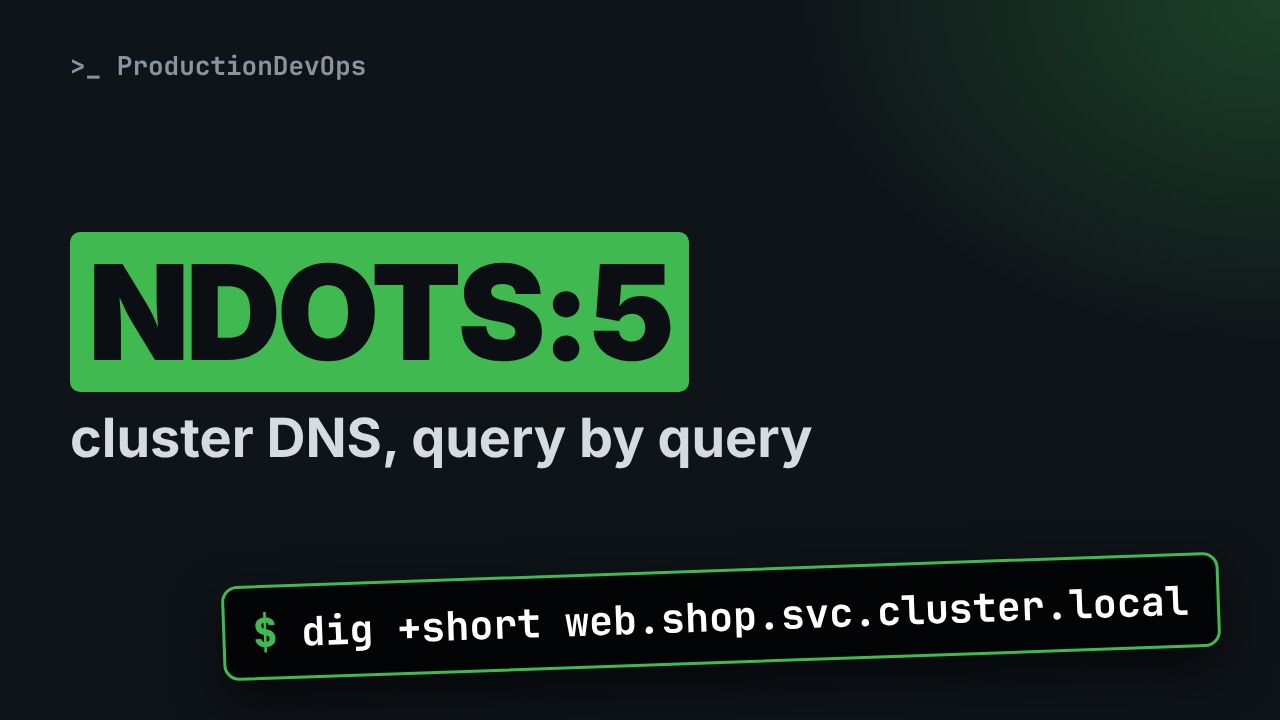 >_ ProductionDevOps
NDOTS:5
cluster DNS, query by query
$ dig +short web.shop.svc.cluster.local